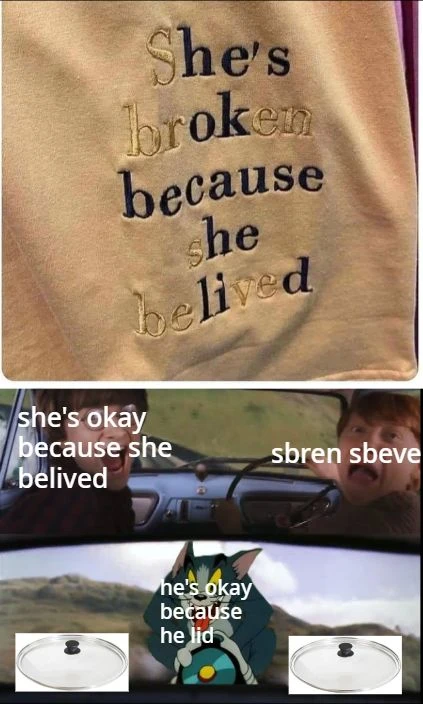 She's
broken
because
she
belived
she's okay
because she
belived
sbren sbeve
he's okay
because
he lid